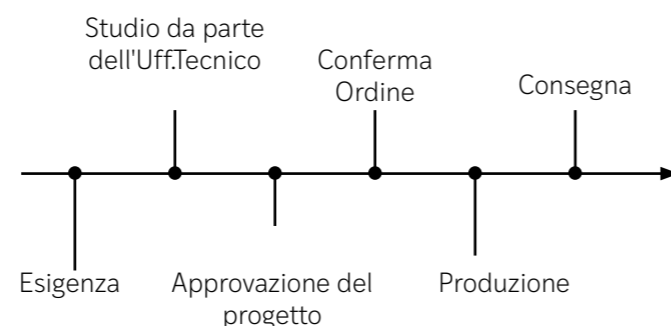 Studio da parte
dell'Uff.Tecnico
Conferma
Ordine
Consegna
Esigenza
Approvazione del
progetto
Produzione